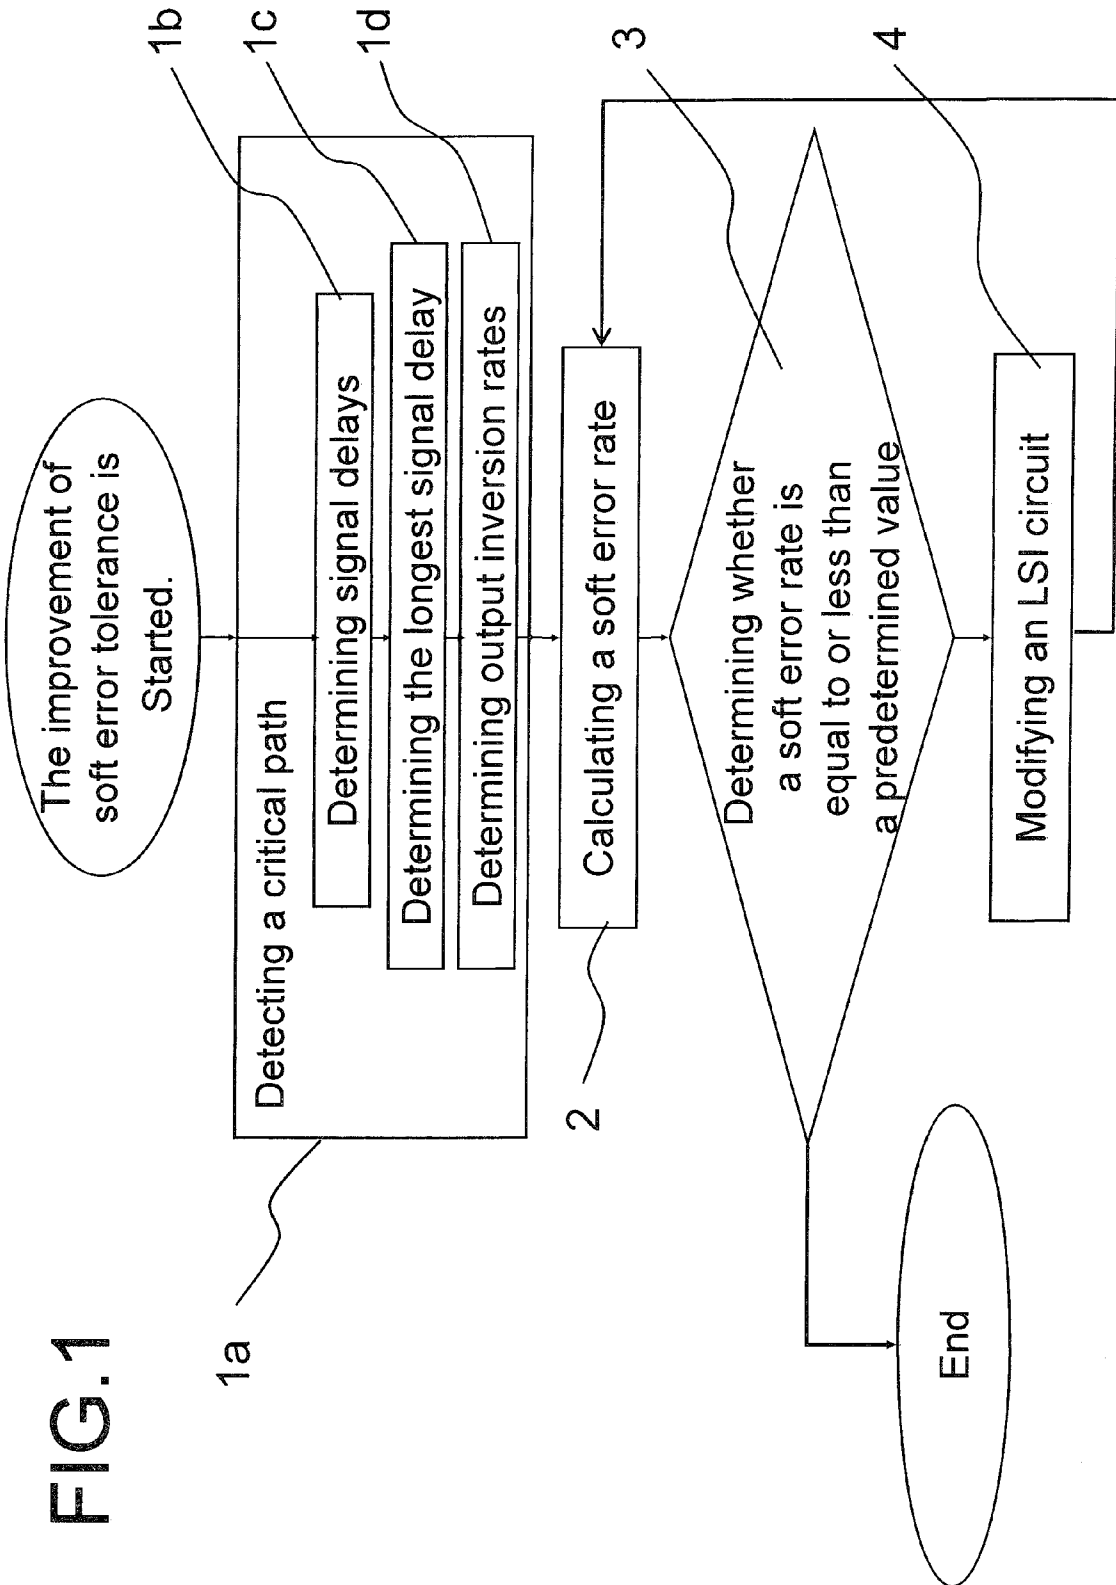 FIG.1
The improvement of
soft error tolerance is
Started.
1a
Detecting a critical path
1b
Determining signal delays
1c
Determining the longest signal delay
1d
Determining output inversion rates
2
Calculating a soft error rate
3
Determining whether
a soft error rate is
equal to or less than
a predetermined value
4
Modifying an LSI circuit
End